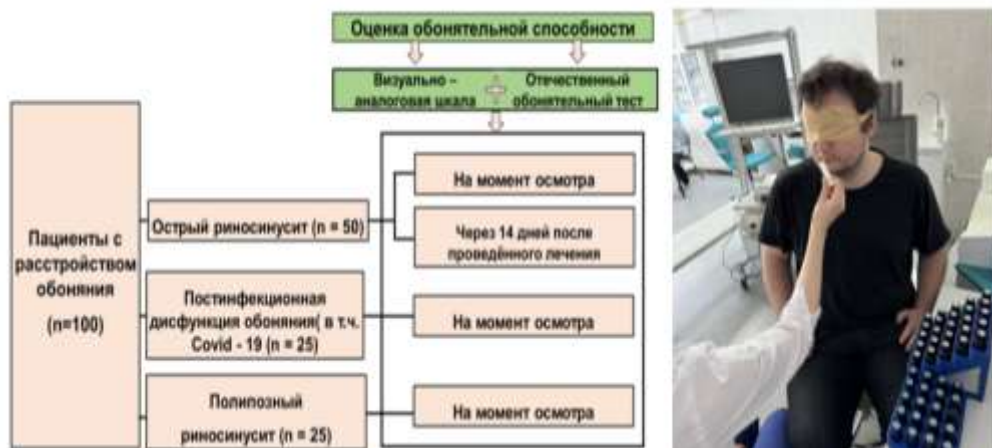 Оценка обонятельной способности
Визуально –
аналоговая шкала
Отечественный
обонятельный тест
Пациенты с
расстройством
обоняния
(n=100)
Острый риносинусит (n = 50)
На момент осмотра
Через 14 дней после
проведённого лечения
Постинфекционная
дисфункция обоняния( в т.ч.
Covid - 19 (n = 25)
На момент осмотра
Полипозный
риносинусит (n = 25)
На момент осмотра